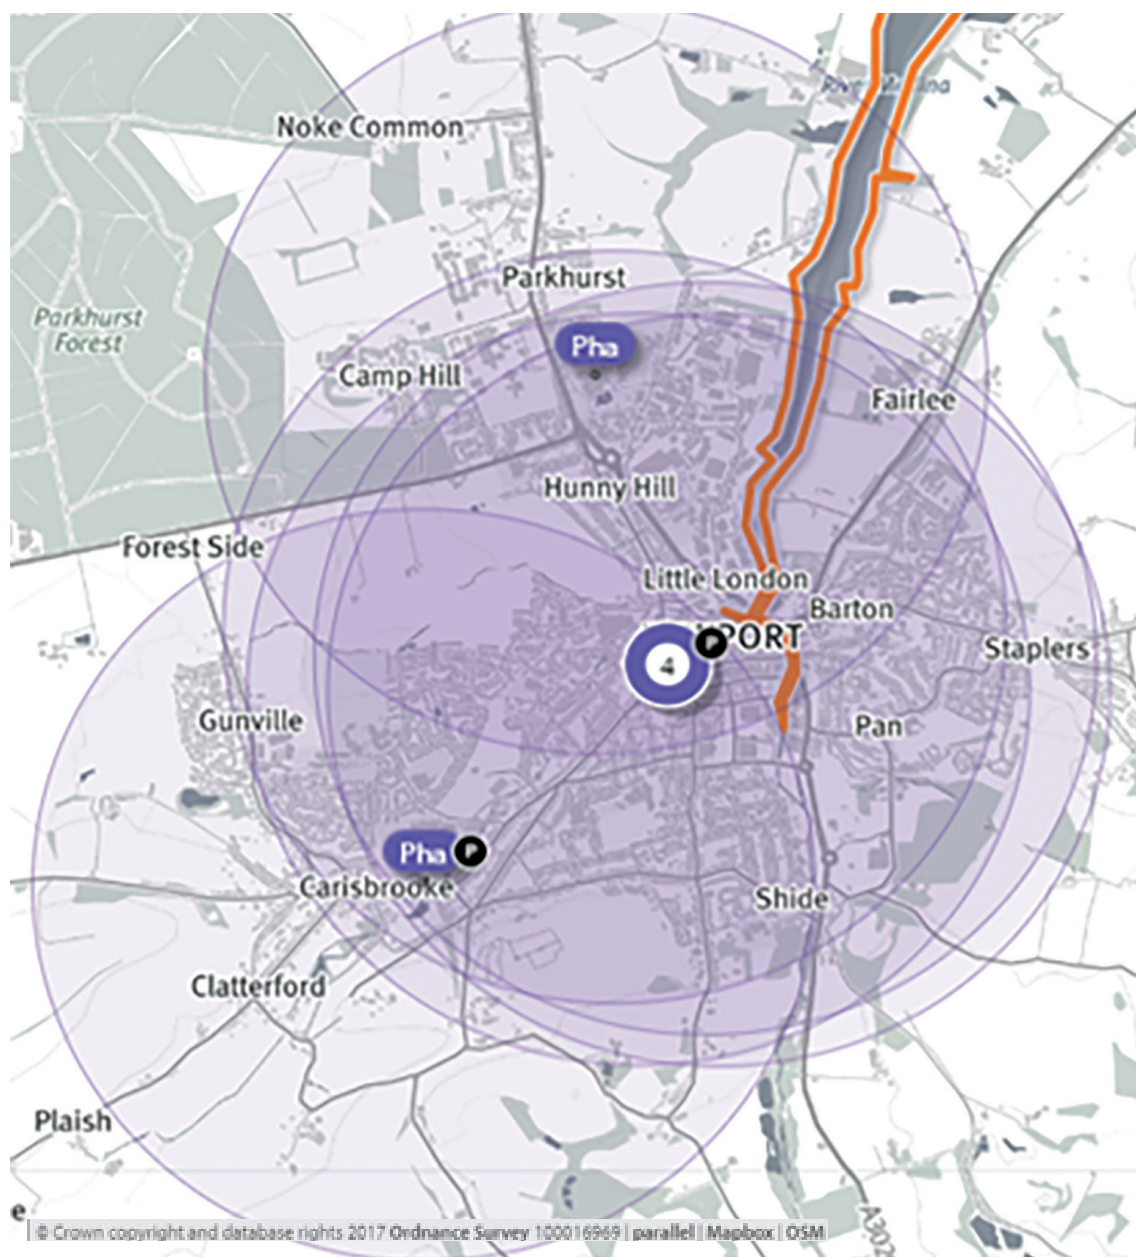 River Medina
Noke Common
Parkhurst
Parkhurst
Forest
Pha
Camp Hill
Fairlee
Hunny Hill
Forest Side
Little London
Barton
P
PORT
4
Staplers
Gunville
Pan
Pha
P
Carisbrooke
Shide
Clatterford
Plaish
e
© Crown copyright and database rights 2017 Ordnance Survey 100016969 | parallel | Mapbox | OSM